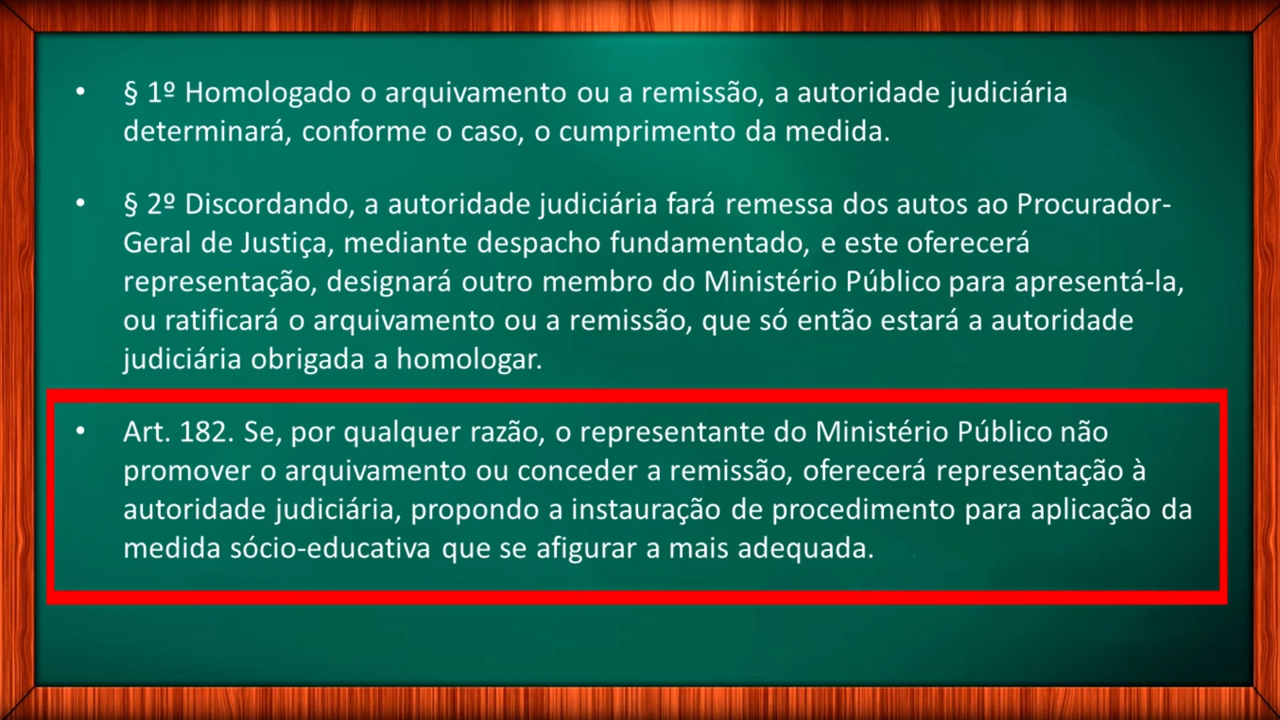 • § 1º Homologado o arquivamento ou a remissão, a autoridade judiciária
determinará, conforme o caso, o cumprimento da medida.
• § 2º Discordando, a autoridade judiciária fará remessa dos autos ao Procurador-
Geral de Justiça, mediante despacho fundamentado, e este oferecerá
representação, designará outro membro do Ministério Público para apresentá-la,
ou ratificará o arquivamento ou a remissão, que só então estará a autoridade
judiciária obrigada a homologar.
• Art. 182. Se, por qualquer razão, o representante do Ministério Público não
promover o arquivamento ou conceder a remissão, oferecerá representação à
autoridade judiciária, propondo a instauração de procedimento para aplicação da
medida sócio-educativa que se afigurar a mais adequada.